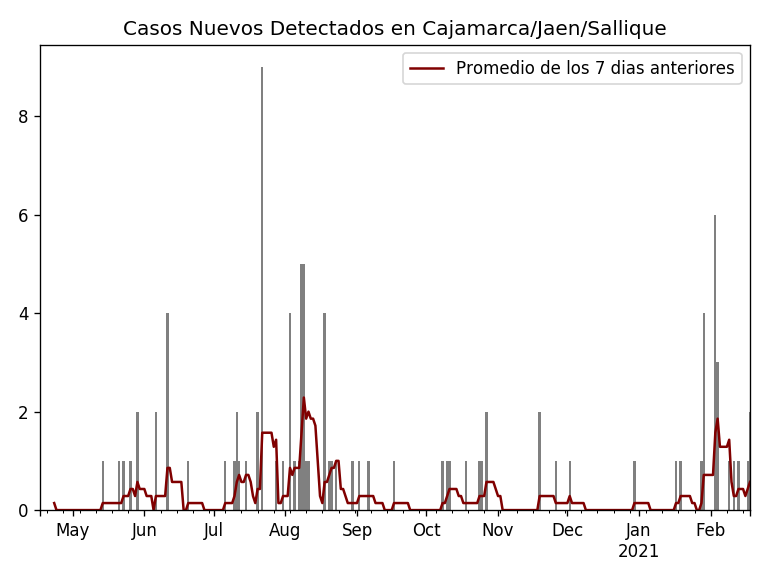 Casos Nuevos Detectados en Cajamarca/Jaen/Sallique
Promedio de los 7 dias anteriores
8
6
4
2
0
May Jun Jul Aug Sep Oct Nov Dec Jan Feb
2021